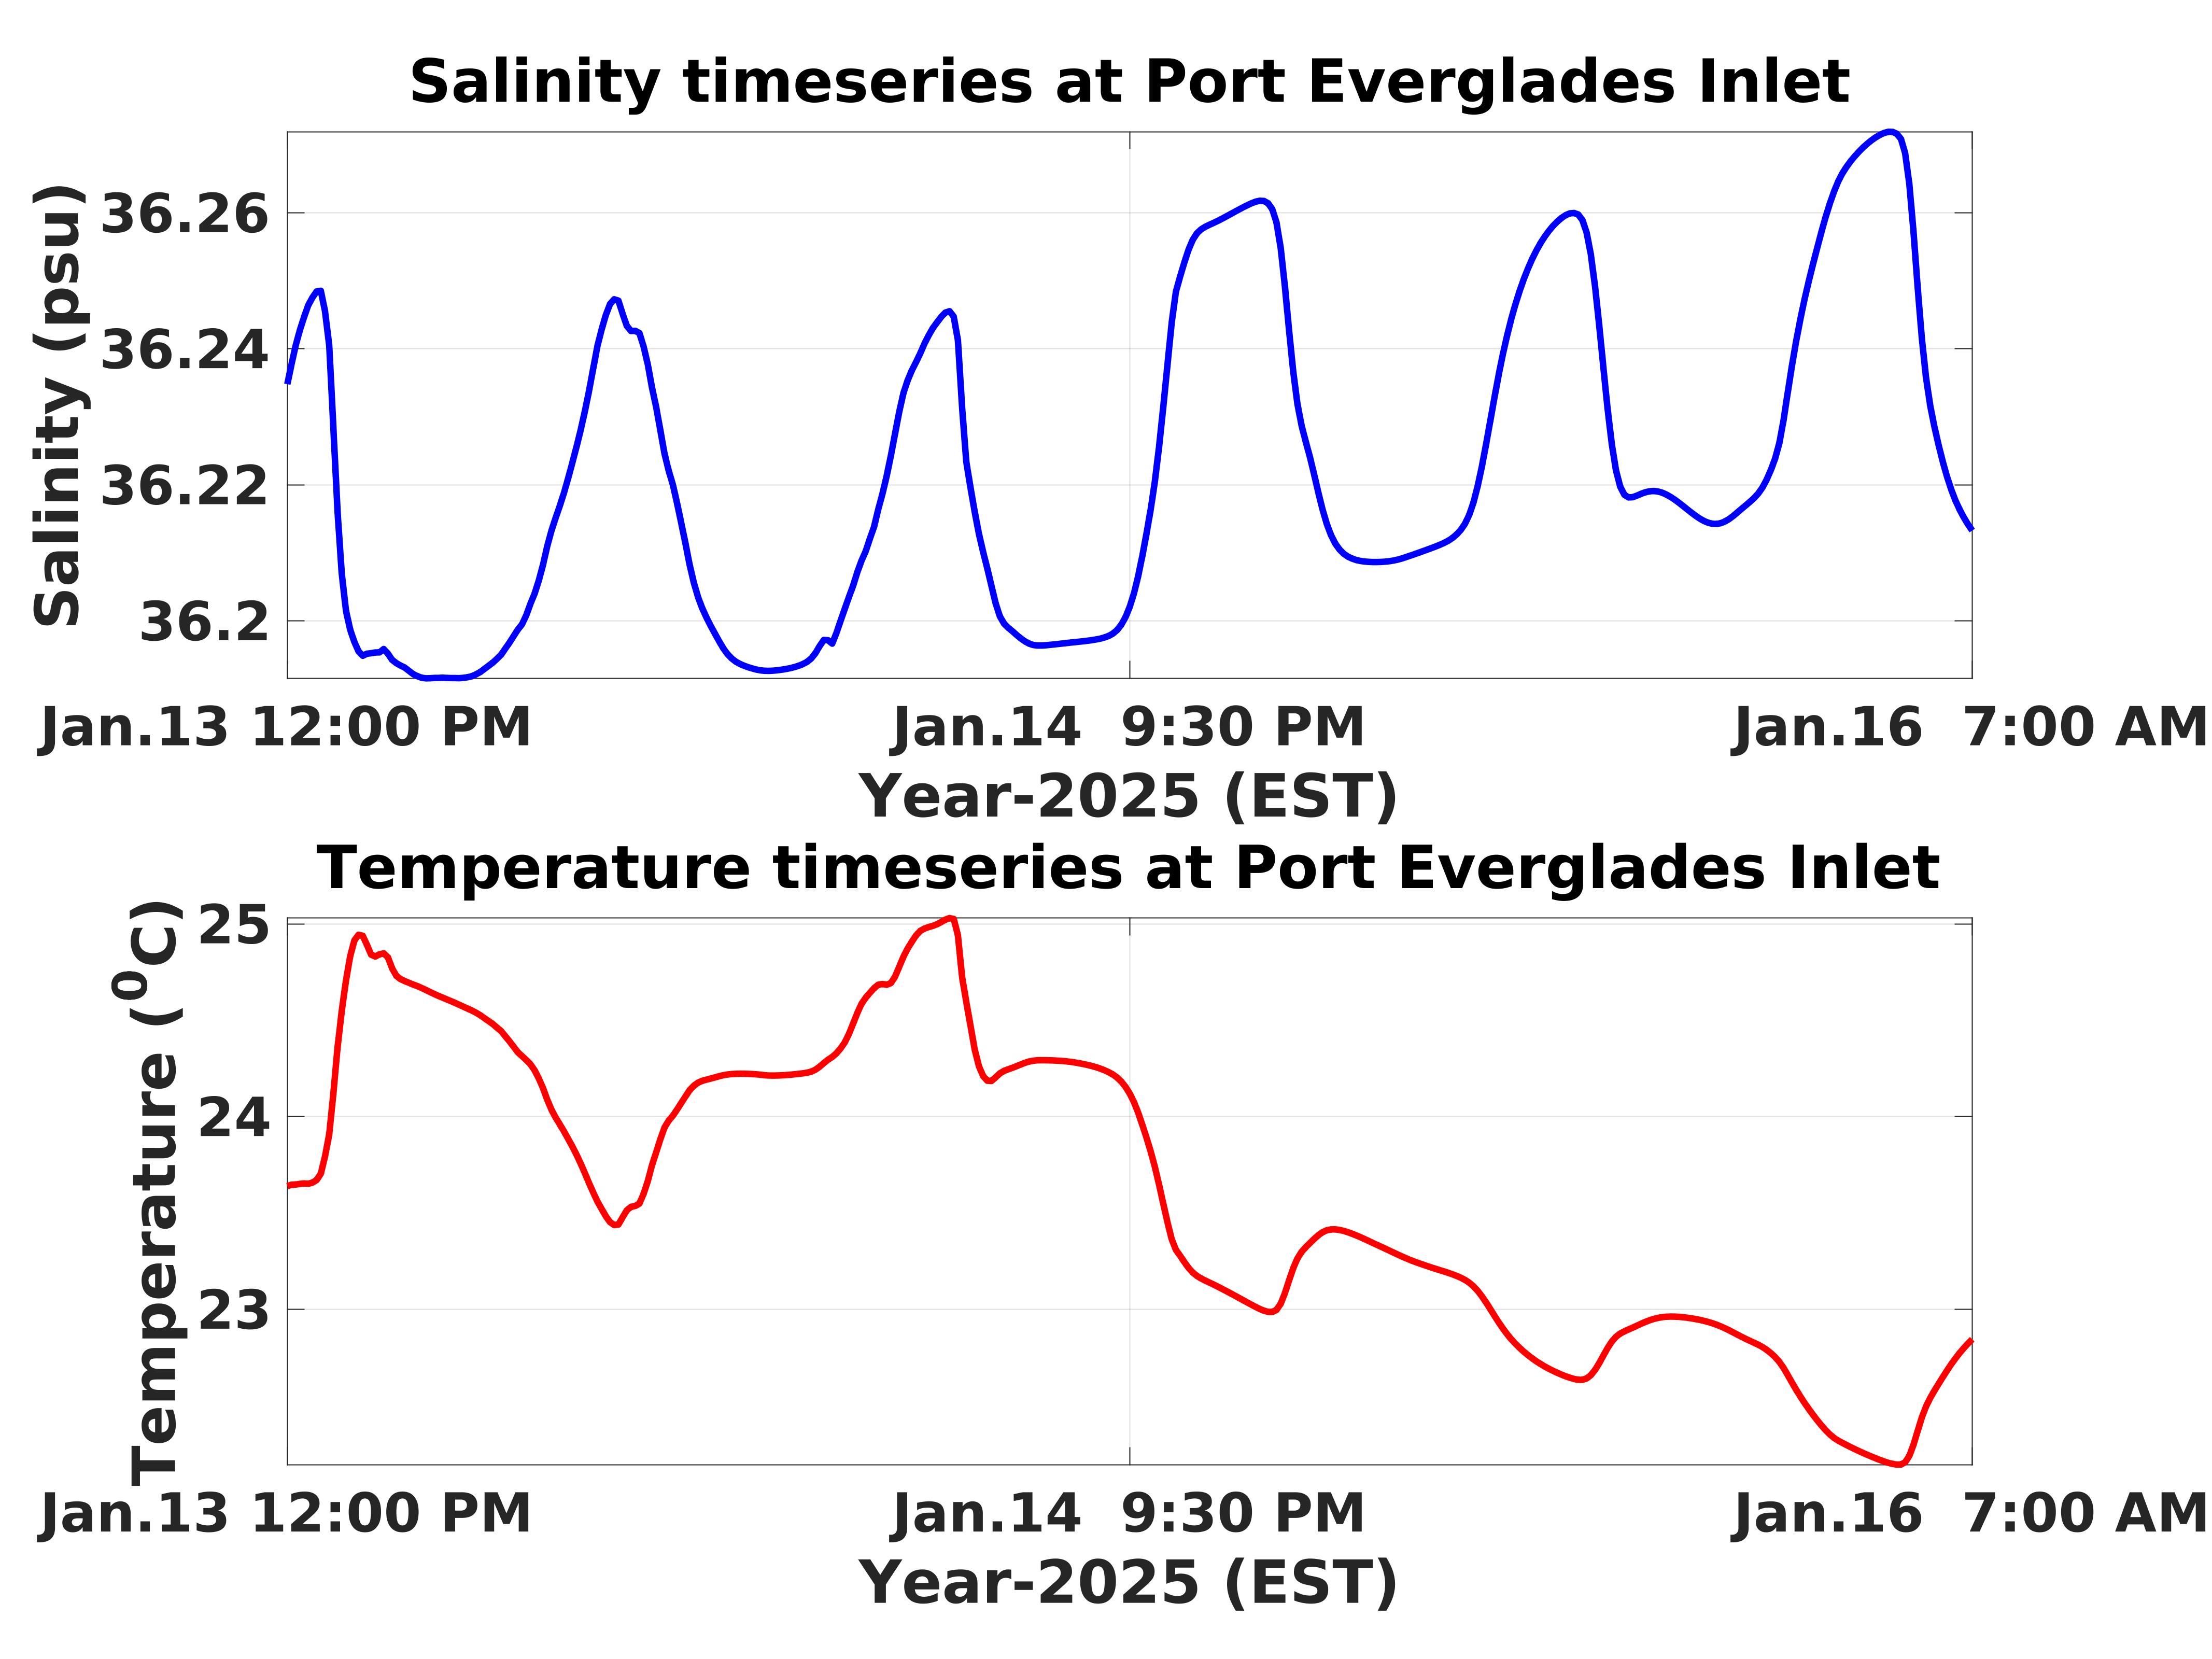 Salinity timeseries at Port Everglades Inlet
Salinity (psu)
36.26
36.24
36.22
36.2
Jan.13 12:00 PM Jan.14 9:30 PM Jan.16 7:00 AM
Year-2025 (EST)
Temperature timeseries at Port Everglades Inlet
Temperature (⁰C)
25
24
23
Jan.13 12:00 PM Jan.14 9:30 PM Jan.16 7:00 AM
Year-2025 (EST)